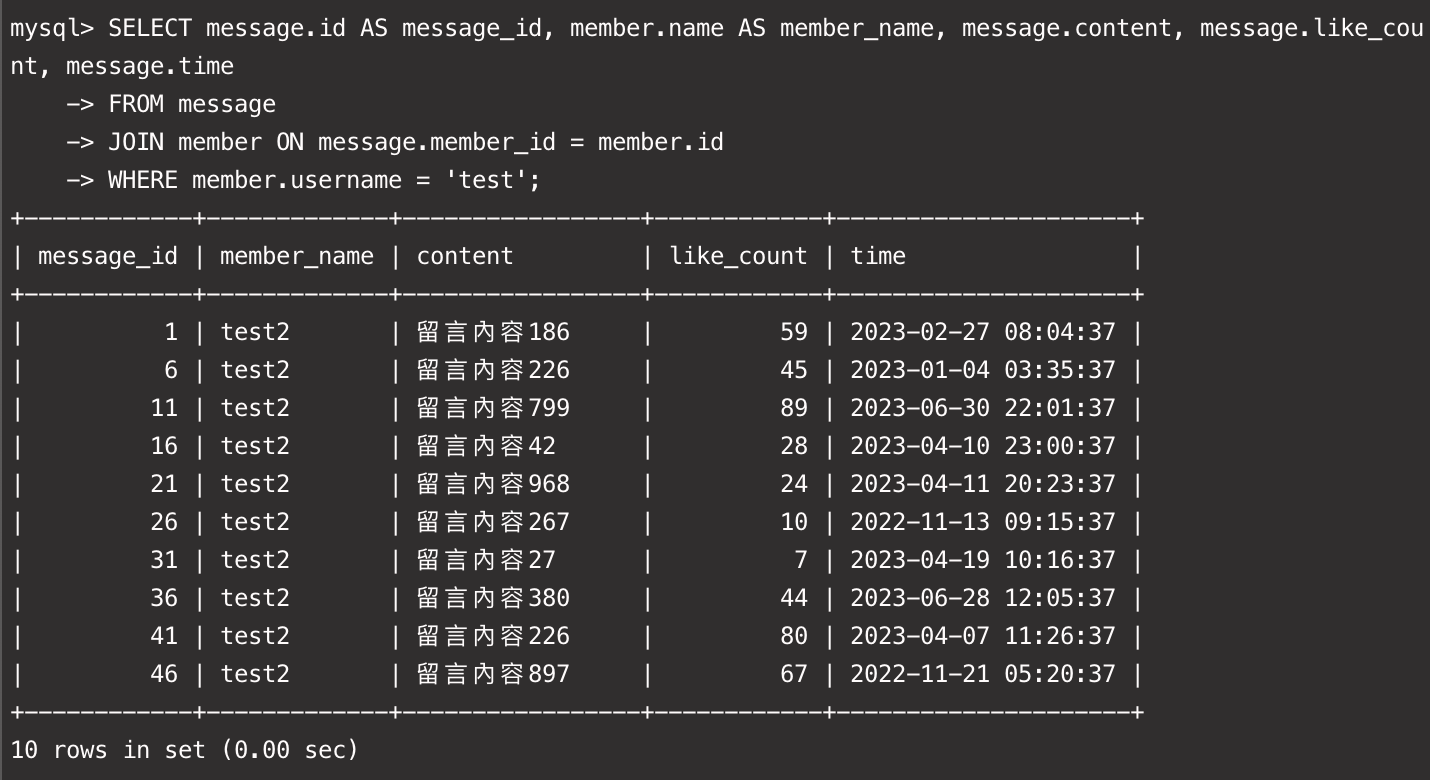 mysql> SELECT message.id AS message_id, member.name AS member_name, message.content, message.like_cou
nt, message.time
    -> FROM message
    -> JOIN member ON message.member_id = member.id
    -> WHERE member.username = 'test';
+------------+-------------+-----------------+------------+---------------------+
| message_id | member_name | content         | like_count | time                |
+------------+-------------+-----------------+------------+---------------------+
|          1 | test2       | 留言內容186     |         59 | 2023-02-27 08:04:37 |
|          6 | test2       | 留言內容226     |         45 | 2023-01-04 03:35:37 |
|         11 | test2       | 留言內容799     |         89 | 2023-06-30 22:01:37 |
|         16 | test2       | 留言內容42      |         28 | 2023-04-10 23:00:37 |
|         21 | test2       | 留言內容968     |         24 | 2023-04-11 20:23:37 |
|         26 | test2       | 留言內容267     |         10 | 2022-11-13 09:15:37 |
|         31 | test2       | 留言內容27      |          7 | 2023-04-19 10:16:37 |
|         36 | test2       | 留言內容380     |         44 | 2023-06-28 12:05:37 |
|         41 | test2       | 留言內容226     |         80 | 2023-04-07 11:26:37 |
|         46 | test2       | 留言內容897     |         67 | 2022-11-21 05:20:37 |
+------------+-------------+-----------------+------------+---------------------+
10 rows in set (0.00 sec)